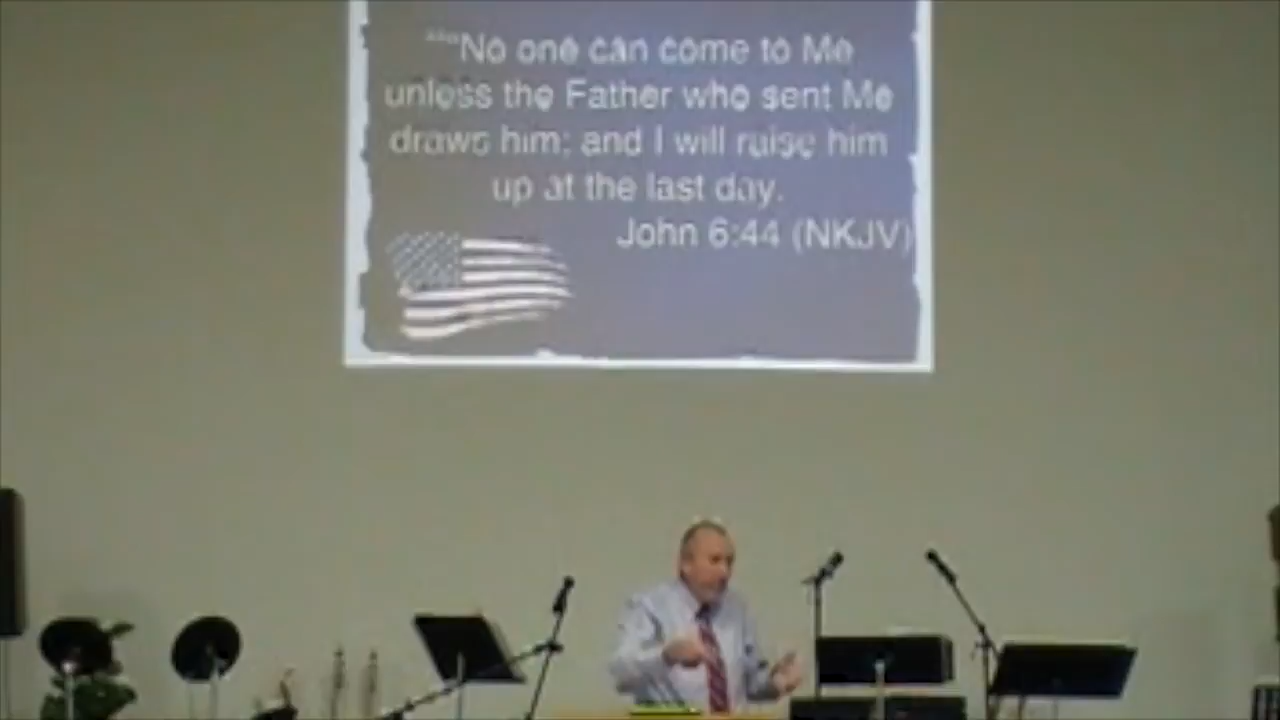 "No one can come to Me
unless the Father who sent Me
draws him; and I will raise him
up at the last day.
John 6:44 (NKJV)